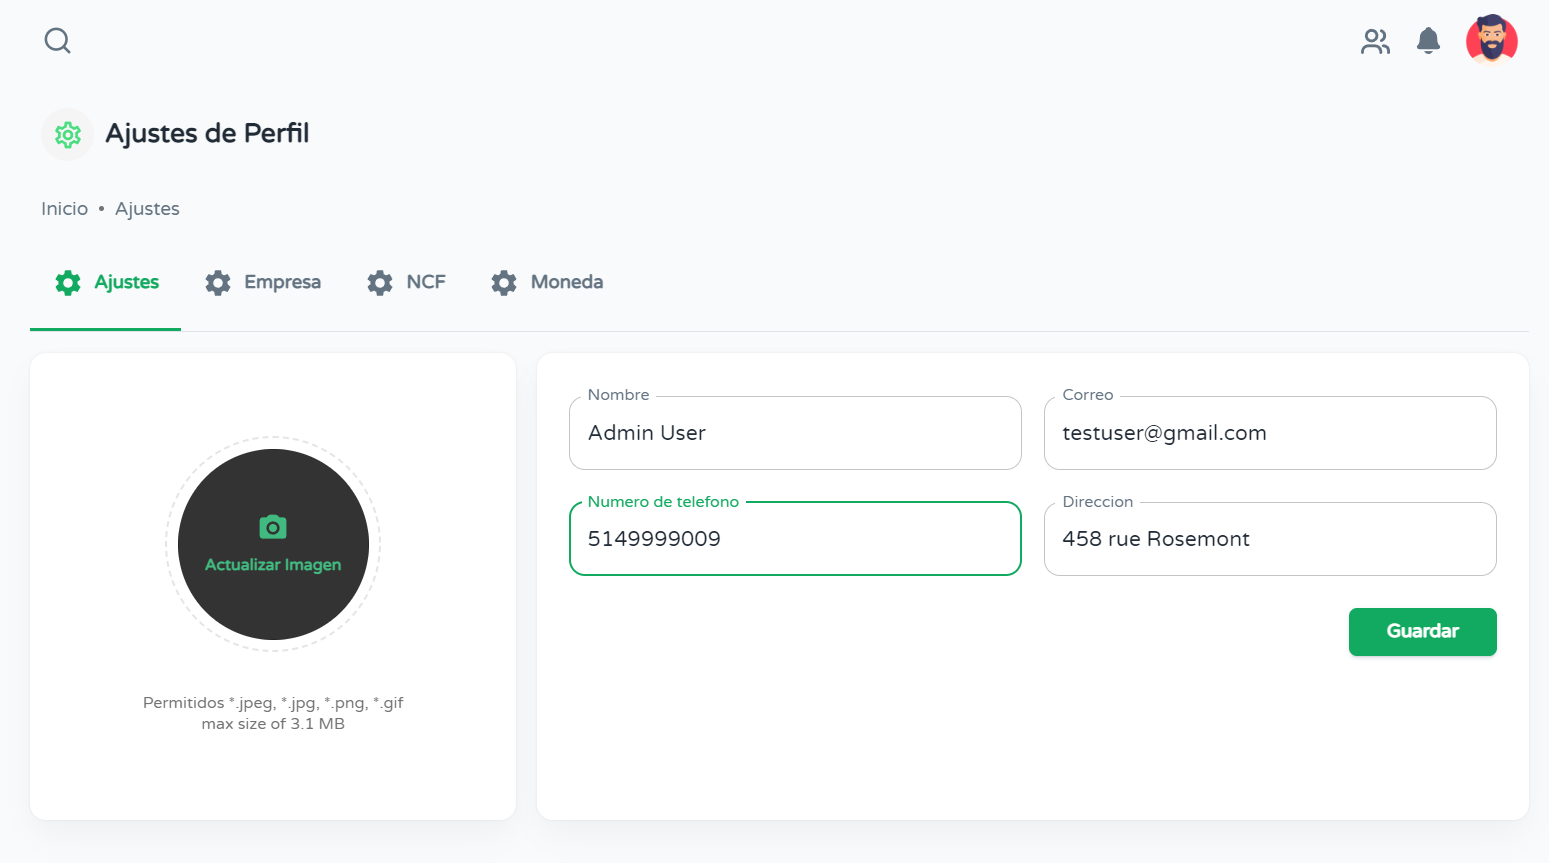 Ajustes de Perfil
Inicio • Ajustes
Ajustes Empresa NCF Moneda
Actualizar Imagen
Permitidos *.jpeg, *.jpg, *.png, *.gif
max size of 3.1 MB
Nombre
Admin User
Correo
testuser@gmail.com
Numero de telefono
5149999009
Direccion
458 rue Rosemont
Guardar